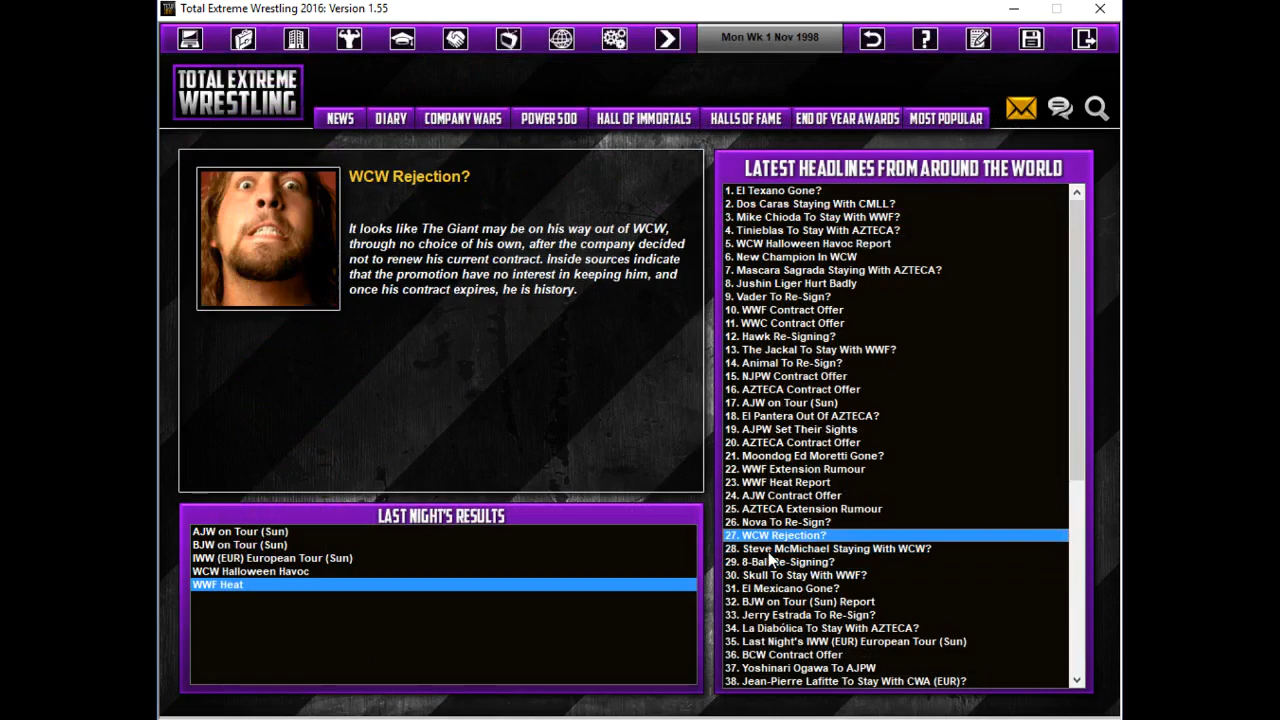 Total Extreme Wrestling 2016: Version 1.55
Mon Wk 1 Nov 1998
TOTAL EXTREME
WRESTLING
NEWS
DIARY
COMPANY WARS
POWER 500
HALL OF IMMORTALS
HALLS OF FAME
END OF YEAR AWARDS
MOST POPULAR
WCW Rejection?
It looks like The Giant may be on his way out of WCW,
through no choice of his own, after the company decided
not to renew his current contract. Inside sources indicate
that the promotion have no interest in keeping him, and
once his contract expires, he is history.
LAST NIGHT'S RESULTS
AJW on Tour (Sun)
BJW on Tour (Sun)
IWW (EUR) European Tour (Sun)
WCW Halloween Havoc
WWF Heat
LATEST HEADLINES FROM AROUND THE WORLD
1. El Texano Gone?
2. Dos Caras Staying With CMLL?
3. Mike Chioda To Stay With WWF?
4. Tinieblas To Stay With AZTECA?
5. WCW Halloween Havoc Report
6. New Champion In WCW
7. Mascara Sagrada Staying With AZTECA?
8. Jushin Liger Hurt Badly
9. Vader To Re-Sign?
10. WWF Contract Offer
11. WWC Contract Offer
12. Hawk Re-Signing?
13. The Jackal To Stay With WWF?
14. Animal To Re-Sign?
15. NJPW Contract Offer
16. AZTECA Contract Offer
17. AJW on Tour (Sun)
18. El Pantera Out Of AZTECA?
19. AJPW Set Their Sights
20. AZTECA Contract Offer
21. Moondog Ed Moretti Gone?
22. WWF Extension Rumour
23. WWF Heat Report
24. AJW Contract Offer
25. AZTECA Extension Rumour
26. Nova To Re-Sign?
27. WCW Rejection?
28. Steve McMichael Staying With WCW?
29. 8-Ball Re-Signing?
30. Skull To Stay With WWF?
31. El Mexicano Gone?
32. BJW on Tour (Sun) Report
33. Jerry Estrada To Re-Sign?
34. La Diabólica To Stay With AZTECA?
35. Last Night's IWW (EUR) European Tour (Sun)
36. BCW Contract Offer
37. Yoshinari Ogawa To AJPW
38. Jean-Pierre Lafitte To Stay With CWA (EUR)?